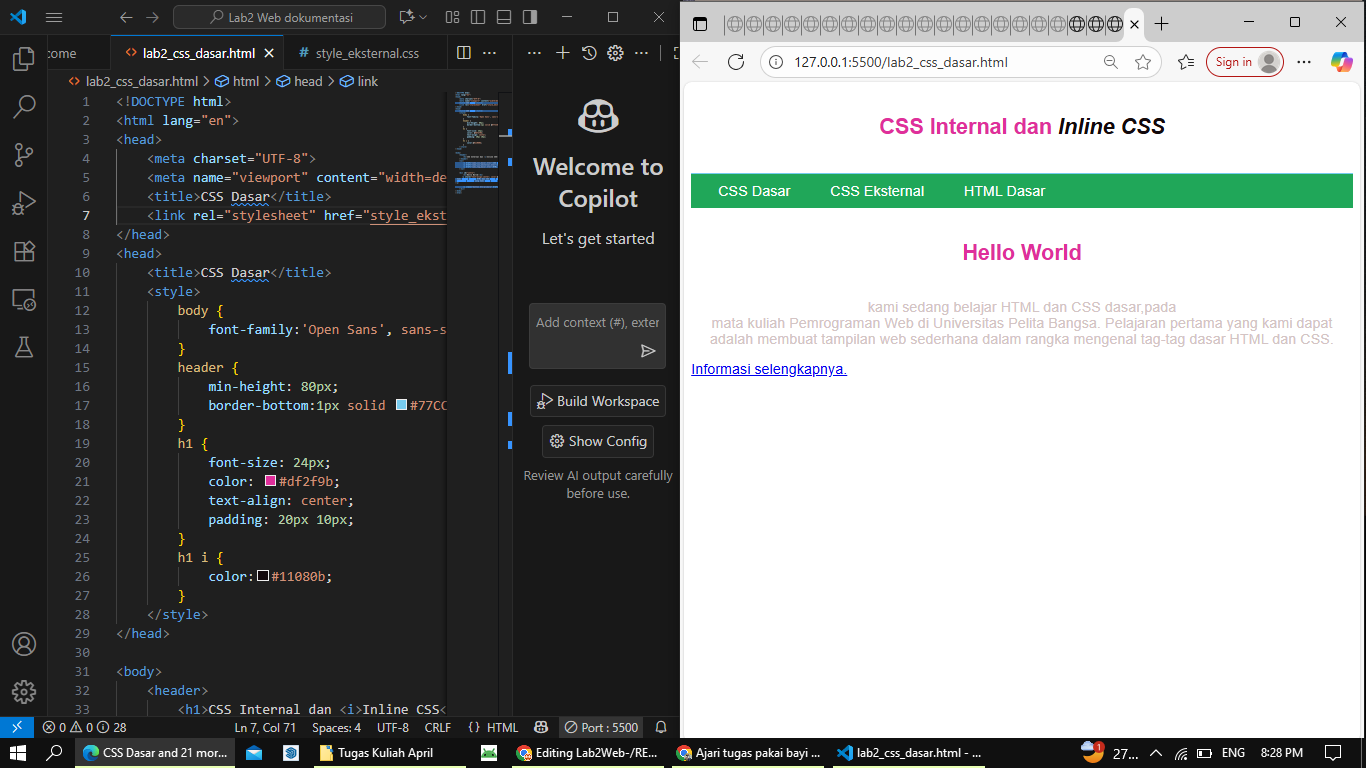 Lab2 Web dokumentasi
come
lab2_css_dasar.html
style_eksternal.css
lab2_css_dasar.html > html > head > link
1 <!DOCTYPE html>
2 <html lang="en">
3 <head>
4 <meta charset="UTF-8">
5 <meta name="viewport" content="width=de
6 <title>CSS Dasar</title>
7 <link rel="stylesheet" href="style_ekst
8 </head>
9 <head>
10 <title>CSS Dasar</title>
11 <style>
12 body {
13 font-family:'Open Sans', sans-s
14 }
15 header {
16 min-height: 80px;
17 border-bottom:1px solid #77CC
18 }
19 h1 {
20 font-size: 24px;
21 color: #df2f9b;
22 text-align: center;
23 padding: 20px 10px;
24 }
25 h1 i {
26 color:#11080b;
27 }
28 </style>
29 </head>
30
31 <body>
32 <header>
33 <h1>CSS Internal dan <i>Inline CSS<
Welcome to
Copilot
Let's get started
Add context (#), exter
Build Workspace
Show Config
Review AI output carefully
before use.
0 0 28
Ln 7, Col 71
Spaces: 4
UTF-8
CRLF
{ } HTML
Port : 5500
127.0.0.1:5500/lab2_css_dasar.html
Sign in
CSS Internal dan Inline CSS
CSS Dasar
CSS Eksternal
HTML Dasar
Hello World
kami sedang belajar HTML dan CSS dasar,pada
mata kuliah Pemrograman Web di Universitas Pelita Bangsa. Pelajaran pertama yang kami dapat
adalah membuat tampilan web sederhana dalam rangka mengenal tag-tag dasar HTML dan CSS.
Informasi selengkapnya.
CSS Dasar and 21 mor...
Tugas Kuliah April
Editing Lab2Web-/RE...
Ajari tugas pakai bayi ...
lab2_css_dasar.html - ...
1
27...
ENG
8:28 PM